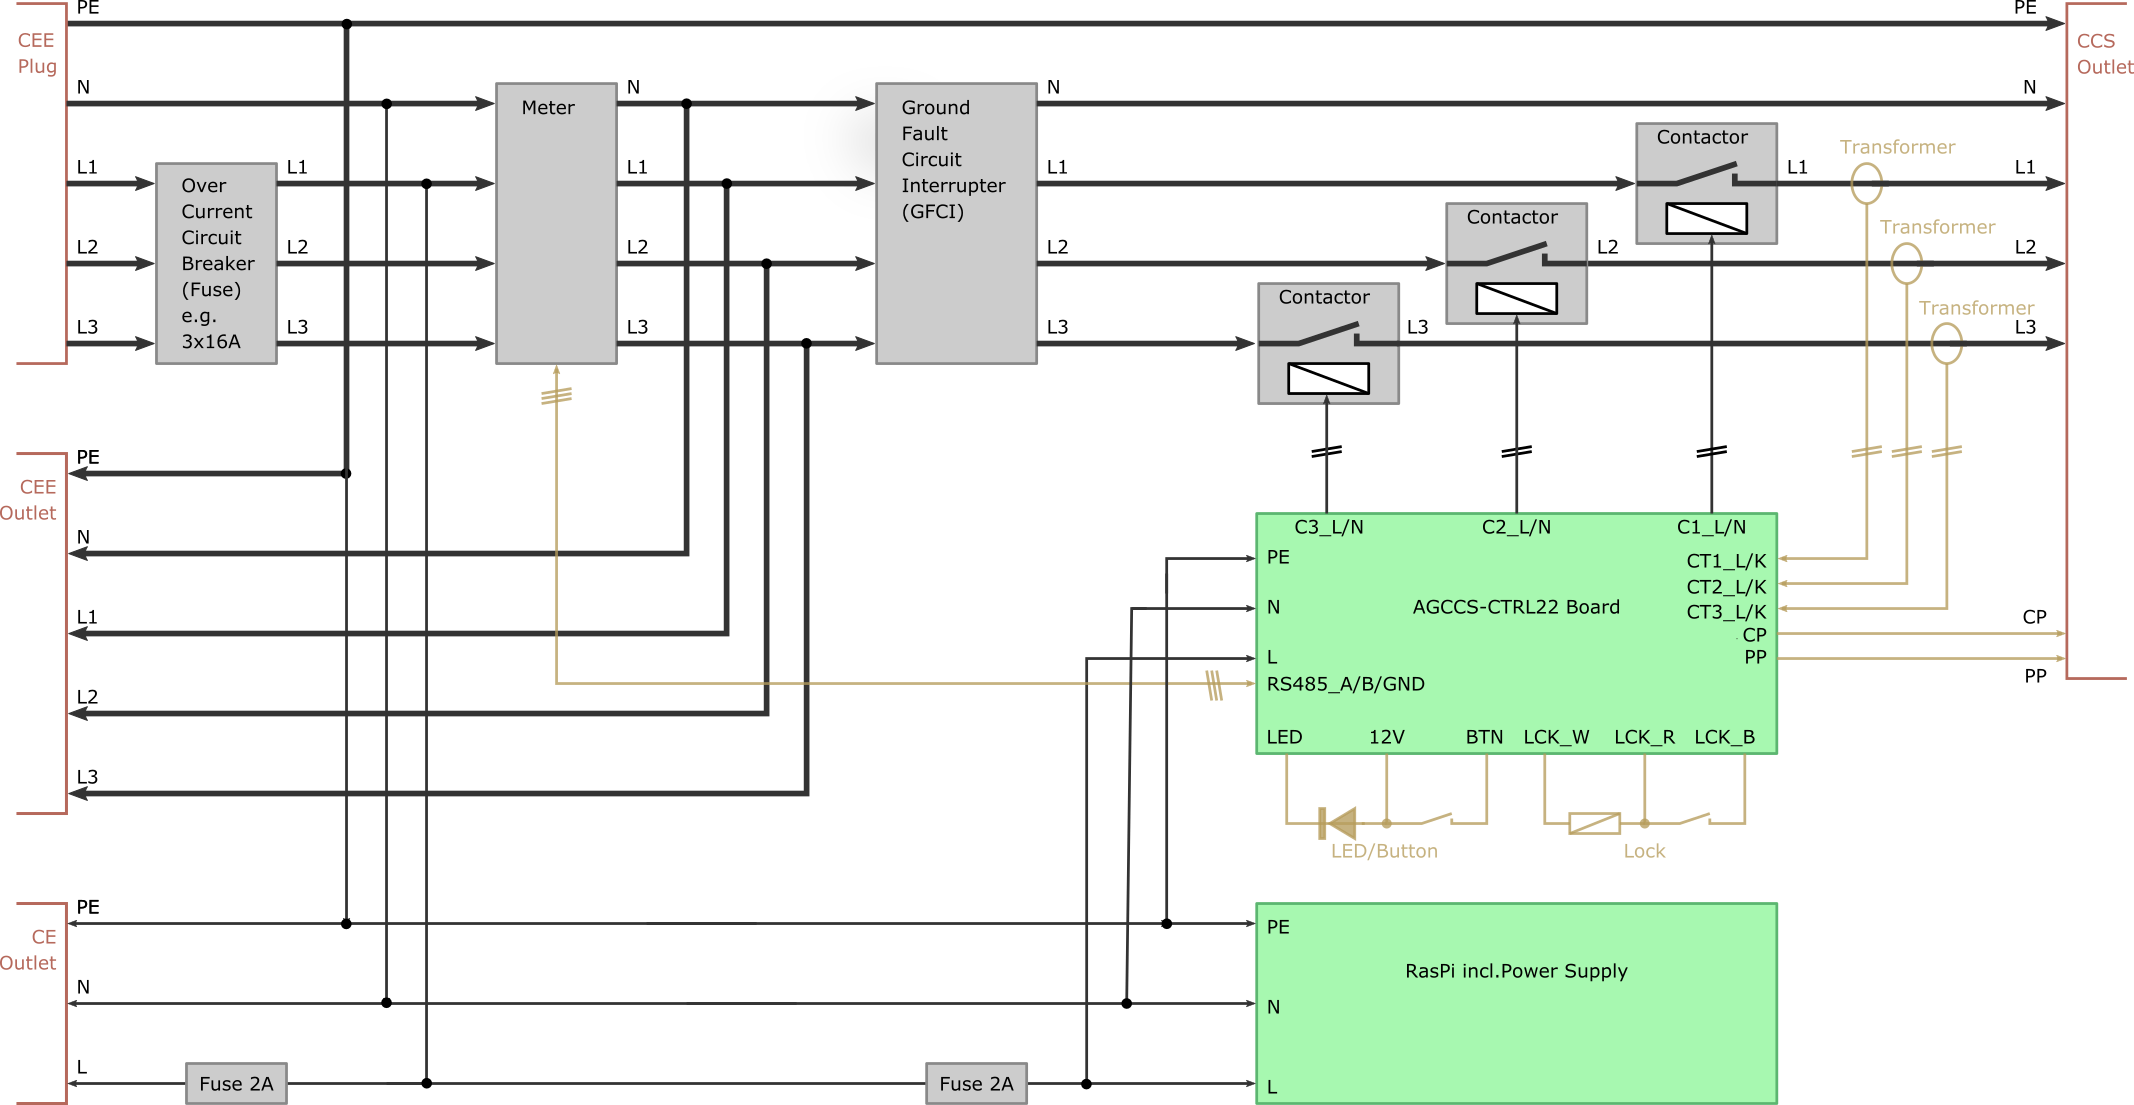 PE
PE
CEE
Plug
CCS
Outlet
N
N
N
N
Meter
Ground
Fault
Circuit
Interrupter
(GFCI)
Contactor
Transformer
L1
L1
L1
L1
L1
L1
Over
Current
Circuit
Breaker
(Fuse)
e.g.
3x16A
Contactor
Transformer
L2
L2
L2
L2
L2
L2
Contactor
Transformer
L3
L3
L3
L3
L3
L3
PE
CEE
Outlet
N
L1
L2
L3
C3_L/N
C2_L/N
C1_L/N
PE
N
L
RS485_A/B/GND
AGCCS-CTRL22 Board
CT1_L/K
CT2_L/K
CT3_L/K
CP
PP
CP
PP
LED
12V
BTN
LCK_W
LCK_R
LCK_B
LED/Button
Lock
PE
CE
Outlet
N
L
Fuse 2A
Fuse 2A
PE
RasPi incl.Power Supply
N
L